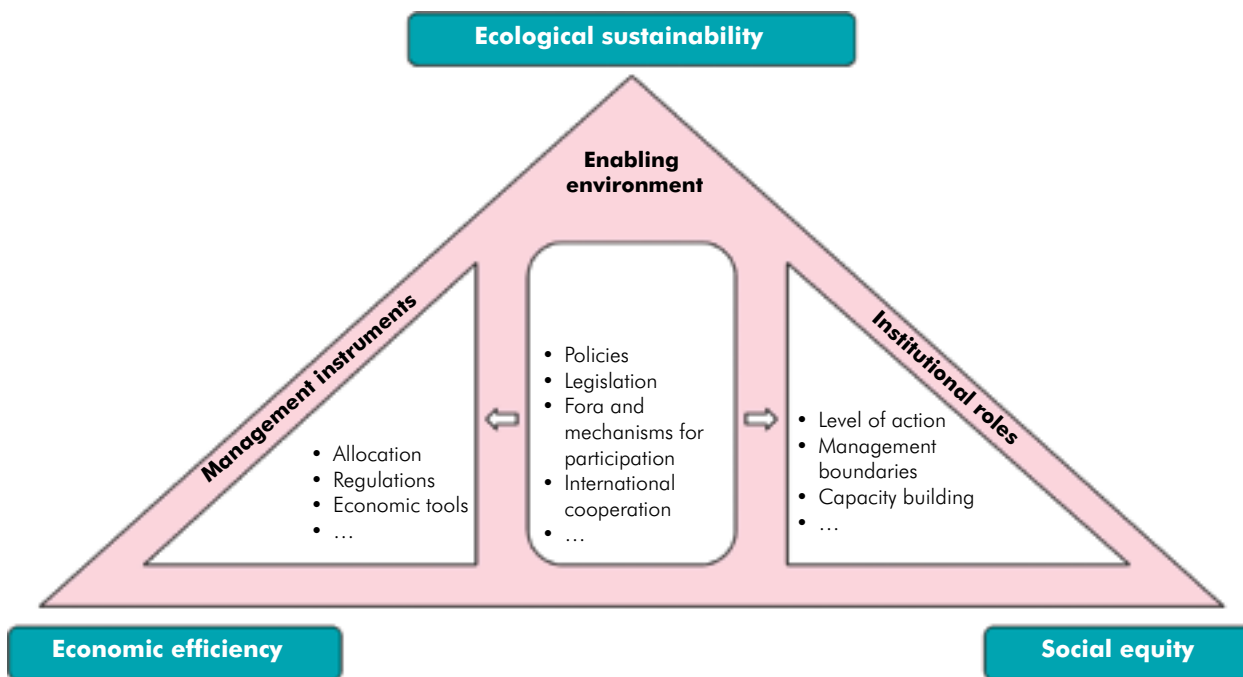 Ecological sustainability
Enabling
environment
Management instruments
• Allocation
• Regulations
• Economic tools
• …
• Policies
• Legislation
• Fora and
mechanisms for
participation
• International
cooperation
• …
Institutional roles
• Level of action
• Management
boundaries
• Capacity building
• …
Economic efficiency
Social equity